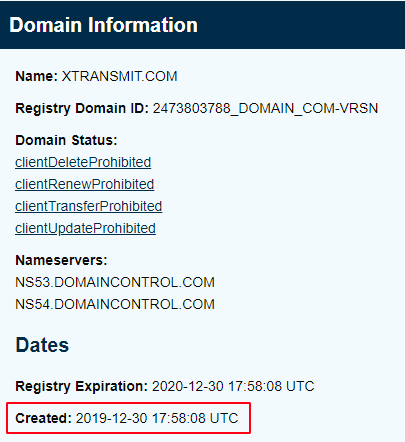 Domain Information
Name: XTRANSMIT.COM
Registry Domain ID: 2473803788_DOMAIN_COM-VRSN
Domain Status:
clientDeleteProhibited
clientRenewProhibited
clientTransferProhibited
clientUpdateProhibited
Nameservers:
NS53.DOMAINCONTROL.COM
NS54.DOMAINCONTROL.COM
Dates
Registry Expiration: 2020-12-30 17:58:08 UTC
Created: 2019-12-30 17:58:08 UTC